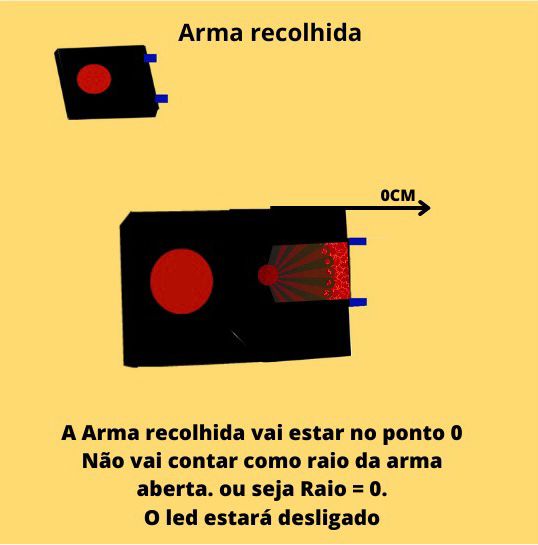 Arma recolhida
0CM
A Arma recolhida vai estar no ponto 0
Não vai contar como raio da arma
aberta. ou seja Raio = 0.
O led estará desligado